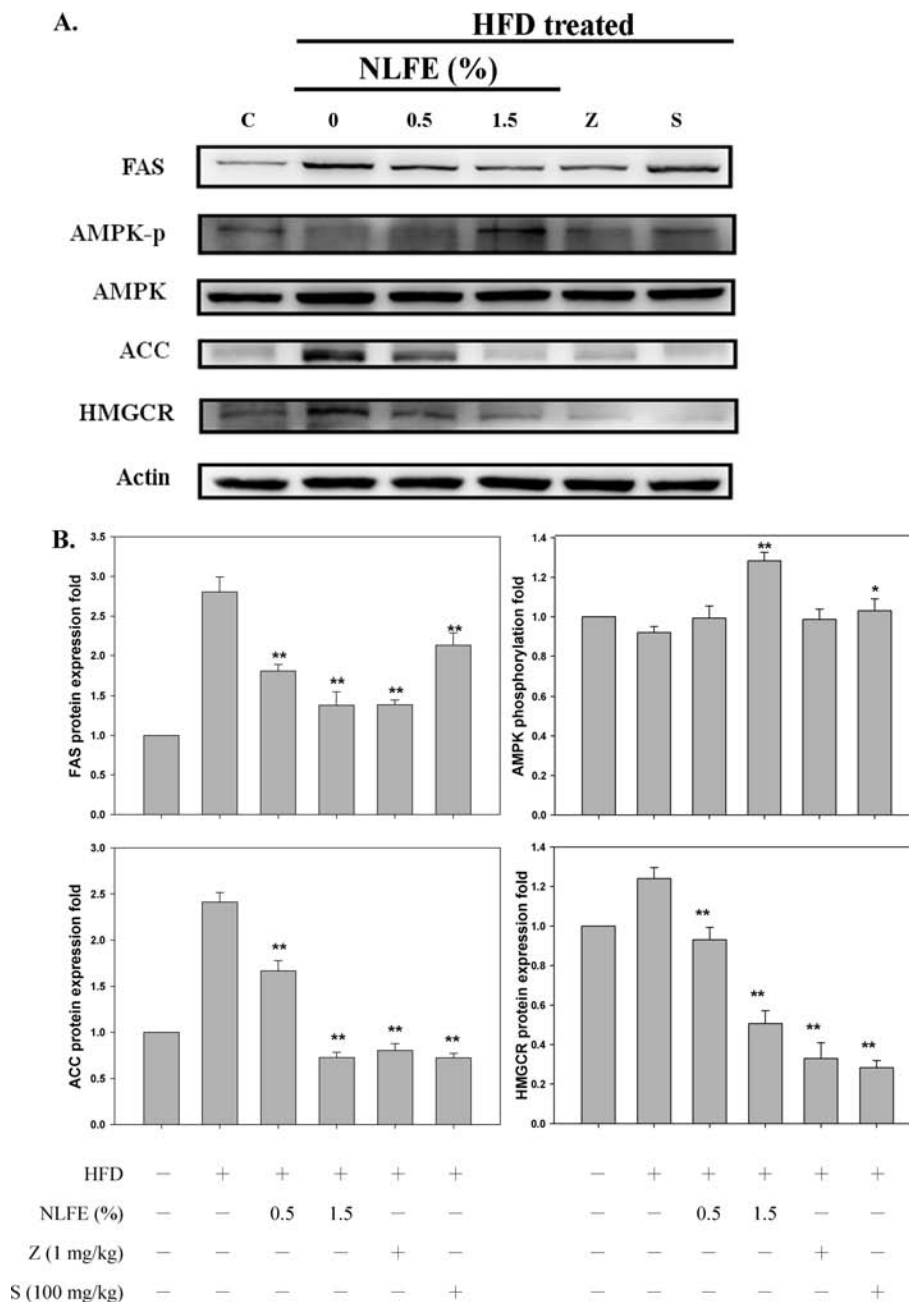 A.
HFD treated
NLFE (%)
C 0 0.5 1.5 Z S
FAS
AMPK-p
AMPK
ACC
HMGCR
Actin
B.
FAS protein expression fold
3.5
3.0
2.5
2.0
1.5
1.0
0.5
0.0
** ** ** **
AMPK phosphorylation fold
1.4
1.2
1.0
0.8
0.6
0.4
0.2
0.0
** *
ACC protein expression fold
3.0
2.5
2.0
1.5
1.0
0.5
0.0
** ** ** **
HMGCR protein expression fold
1.4
1.2
1.0
0.8
0.6
0.4
0.2
0.0
** ** ** **
HFD − + + + + + − + + + + +
NLFE (%) − − 0.5 1.5 − − − − 0.5 1.5 − −
Z (1 mg/kg) − − − − + − − − − − + −
S (100 mg/kg) − − − − − + − − − − − +